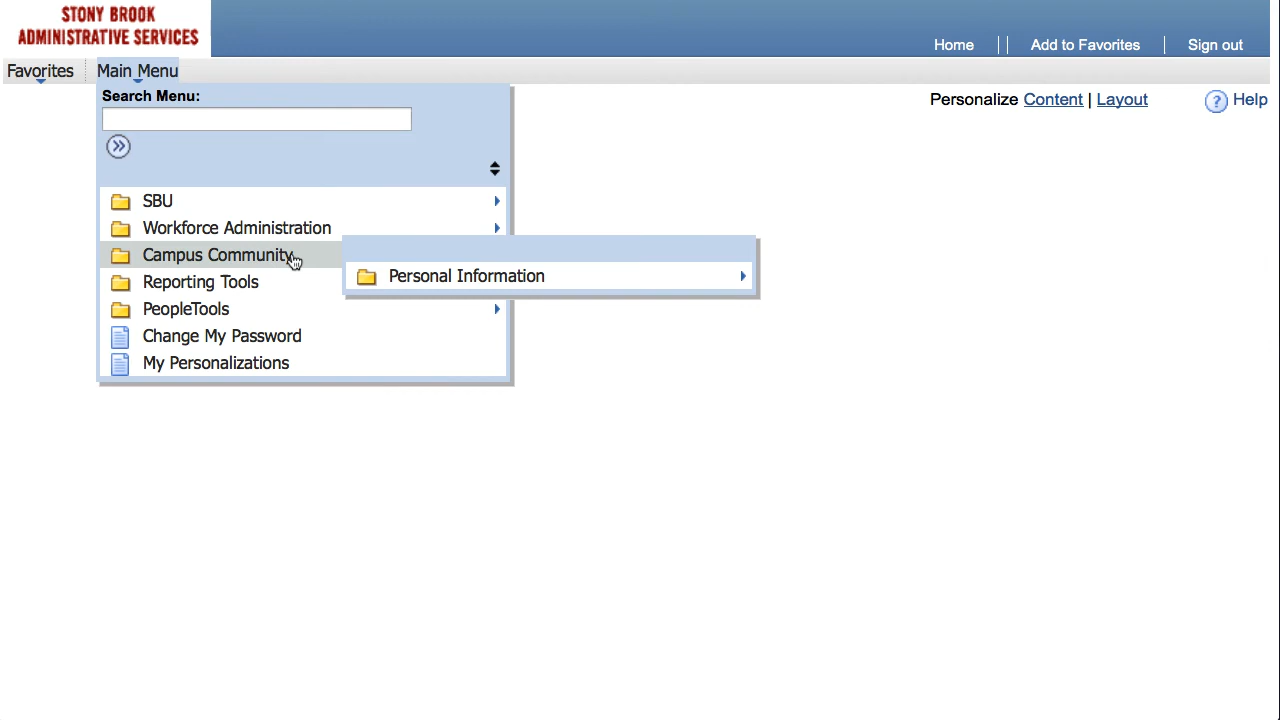 STONY BROOK
ADMINISTRATIVE SERVICES
Home
Add to Favorites
Sign out
Favorites
Main Menu
Search Menu:
Personalize Content | Layout
? Help
SBU
Workforce Administration
Campus Community
Personal Information
Reporting Tools
PeopleTools
Change My Password
My Personalizations